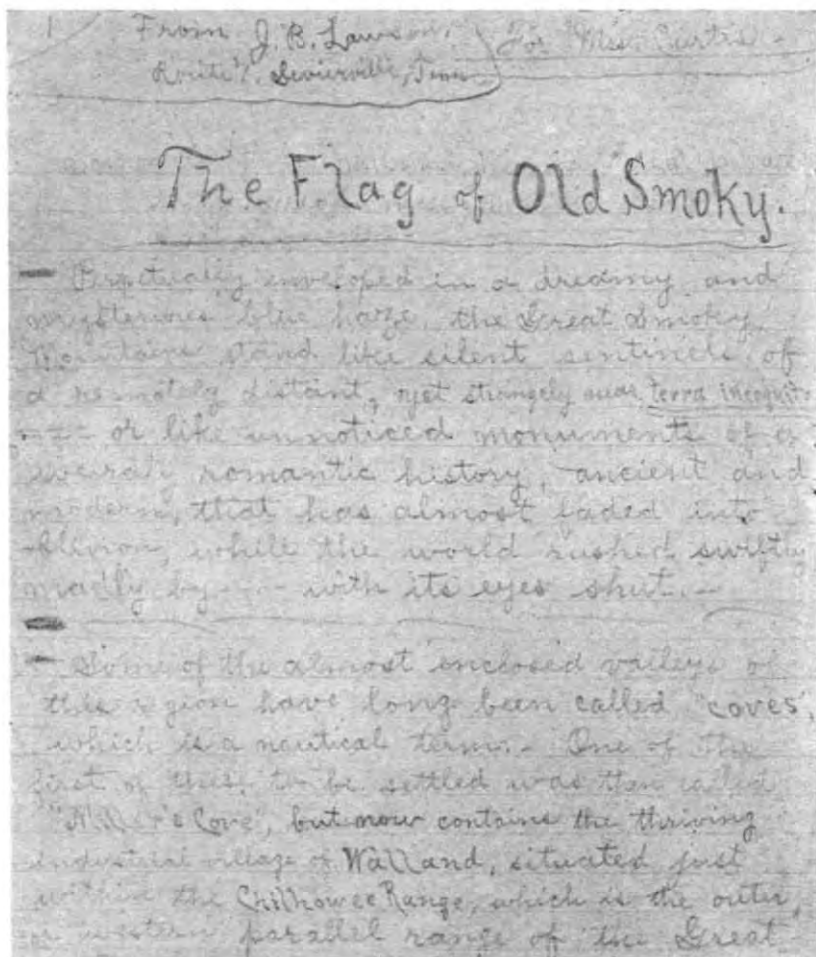 1 From J. B. Lawson, For Mrs. Curtis -
Route 7. Sevierville, Tenn.
The Flag of Old Smoky.
Perpetually enveloped in a dreamy and
mysterious blue haze, the Great Smoky
Mountains stand like silent sentinels of
a remotely distant, yet strangely near terra incognit
- or like unnoticed monuments of a
weirdly romantic history, ancient and
modern, that has almost faded into
oblivion, while the world rushed swiftly
madly by - - - with its eyes shut. -
- Some of the almost enclosed valleys of
this region have long been called "coves",
which is a nautical term. - One of the
first of these to be settled was then called
"Miller's Cove", but now contains the thriving
industrial village of Walland, situated just
within the Chilhowee Range, which is the outer,
or western parallel range of the Great